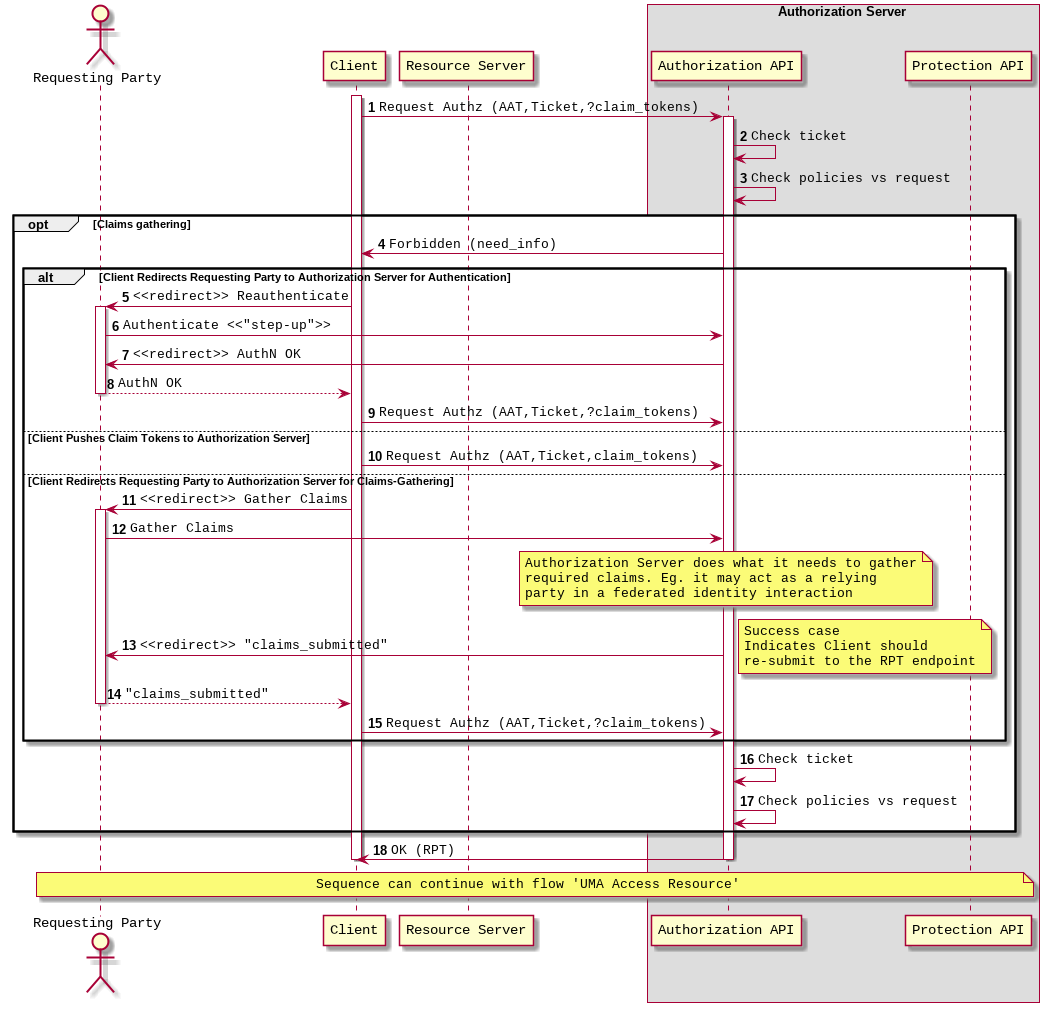 Authorization Server
Requesting Party
Client
Resource Server
Authorization API
Protection API
1 Request Authz (AAT,Ticket,?claim_tokens)
2 Check ticket
3 Check policies vs request
opt [Claims gathering]
4 Forbidden (need_info)
alt [Client Redirects Requesting Party to Authorization Server for Authentication]
5 <<redirect>> Reauthenticate
6 Authenticate <<"step-up">>
7 <<redirect>> AuthN OK
8 AuthN OK
9 Request Authz (AAT,Ticket,?claim_tokens)
[Client Pushes Claim Tokens to Authorization Server]
10 Request Authz (AAT,Ticket,claim_tokens)
[Client Redirects Requesting Party to Authorization Server for Claims-Gathering]
11 <<redirect>> Gather Claims
12 Gather Claims
Authorization Server does what it needs to gather
required claims. Eg. it may act as a relying
party in a federated identity interaction
13 <<redirect>> "claims_submitted"
Success case
Indicates Client should
re-submit to the RPT endpoint
14 "claims_submitted"
15 Request Authz (AAT,Ticket,?claim_tokens)
16 Check ticket
17 Check policies vs request
18 OK (RPT)
Sequence can continue with flow 'UMA Access Resource'
Requesting Party
Client
Resource Server
Authorization API
Protection API